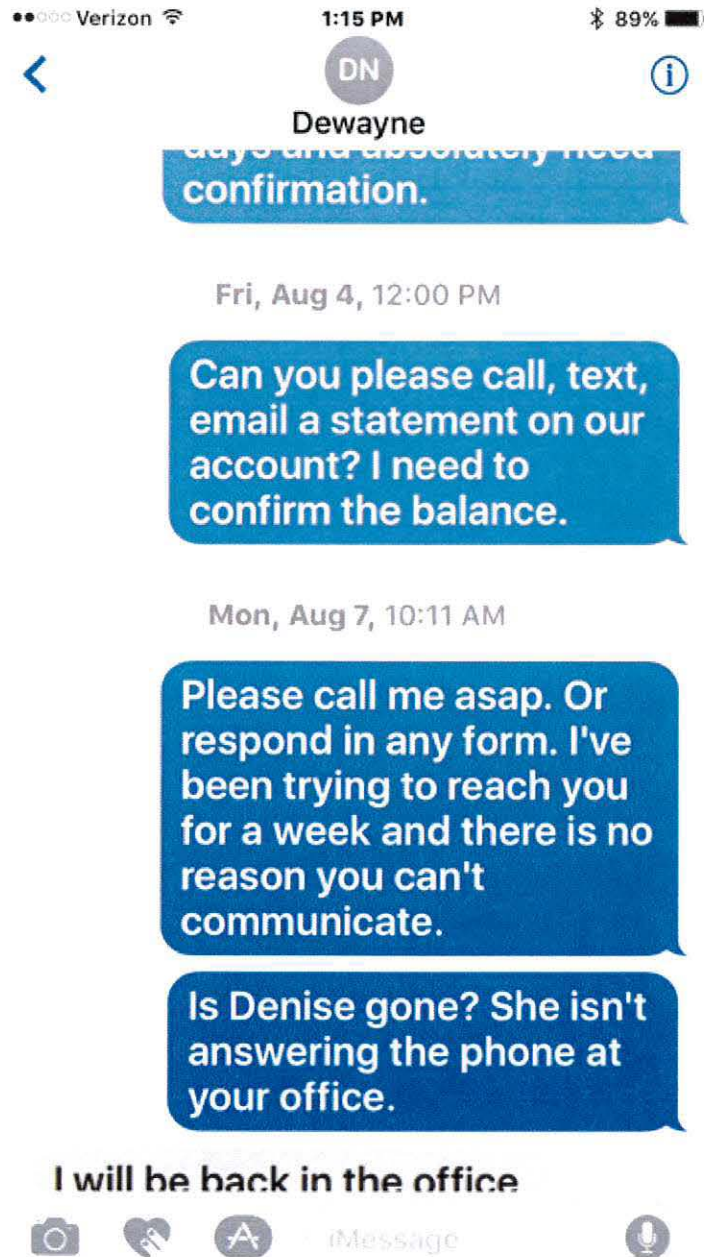 Verizon
1:15 PM
89%
DN
Dewayne
days and absolutely need
confirmation.
Fri, Aug 4, 12:00 PM
Can you please call, text,
email a statement on our
account? I need to
confirm the balance.
Mon, Aug 7, 10:11 AM
Please call me asap. Or
respond in any form. I've
been trying to reach you
for a week and there is no
reason you can't
communicate.
Is Denise gone? She isn't
answering the phone at
your office.
I will be back in the office
iMessage